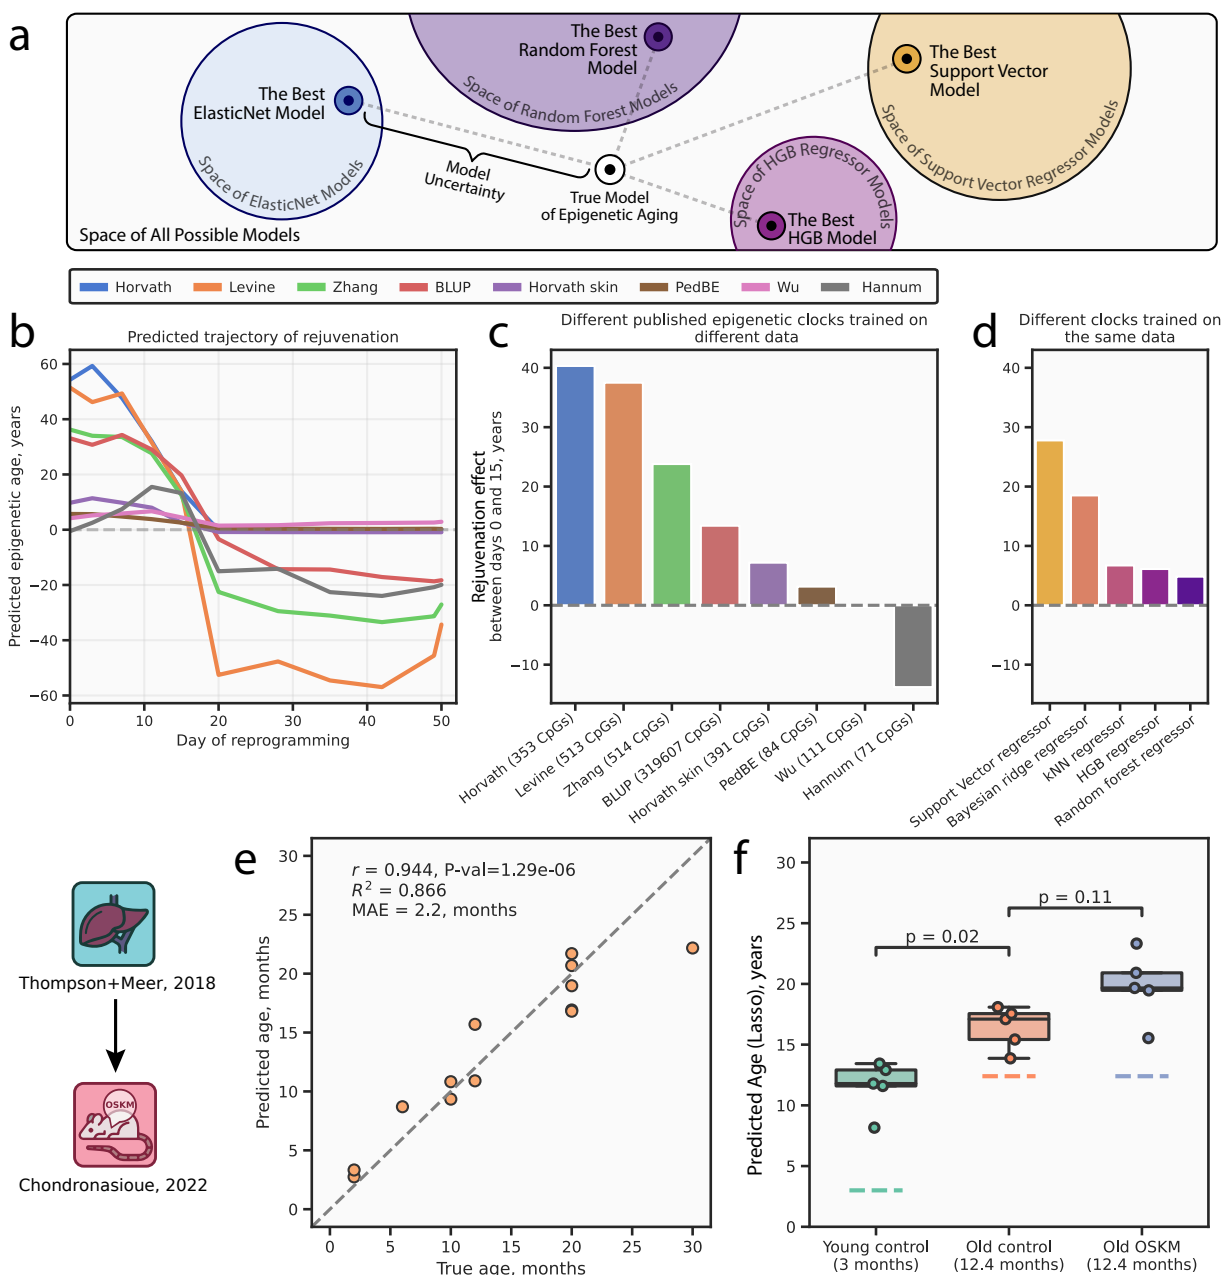 a
The Best
ElasticNet Model
Space of ElasticNet Models
The Best
Random Forest
Model
Space of Random Forest Models
The Best
Support Vector
Model
Space of Support Vector Regressor Models
Space of HGB Regressor Models
The Best
HGB Model
Model
Uncertainty
True Model
of Epigenetic Aging
Space of All Possible Models
Horvath
Levine
Zhang
BLUP
Horvath skin
PedBE
Wu
Hannum
b
Predicted trajectory of rejuvenation
Predicted epigenetic age, years
60
40
20
0
−20
−40
−60
0
10
20
30
40
50
Day of reprogramming
c
Different published epigenetic clocks trained on
different data
Rejuvenation effect
between days 0 and 15, years
40
30
20
10
0
−10
Horvath (353 CpGs)
Levine (513 CpGs)
Zhang (514 CpGs)
BLUP (319607 CpGs)
Horvath skin (391 CpGs)
PedBE (84 CpGs)
Wu (111 CpGs)
Hannum (71 CpGs)
d
Different clocks trained on
the same data
40
30
20
10
0
−10
Support Vector regressor
Bayesian ridge regressor
kNN regressor
HGB regressor
Random forest regressor
Thompson+Meer, 2018
OSKM
Chondronasioue, 2022
e
r = 0.944, P-val=1.29e-06
R² = 0.866
MAE = 2.2, months
Predicted age, months
30
25
20
15
10
5
0
0
5
10
15
20
25
30
True age, months
f
p = 0.02
p = 0.11
Predicted Age (Lasso), years
30
25
20
15
10
5
0
Young control
(3 months)
Old control
(12.4 months)
Old OSKM
(12.4 months)